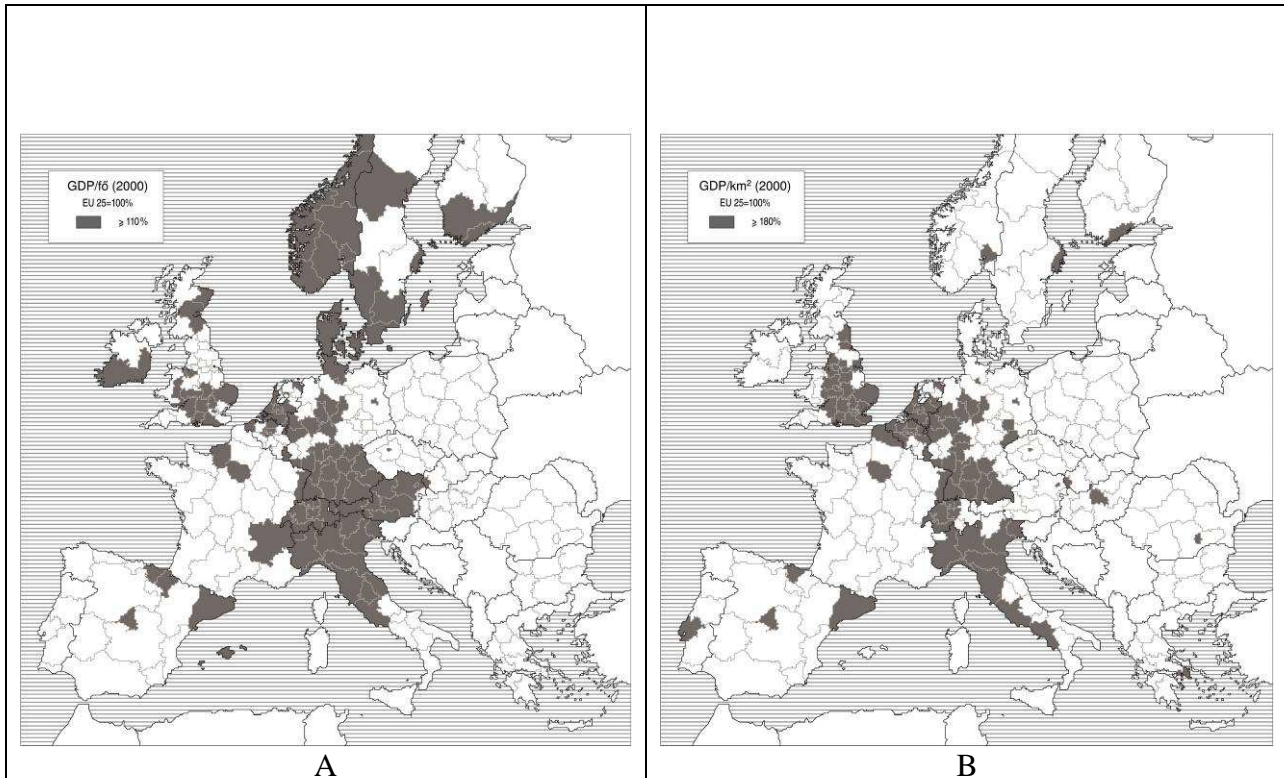 GDP/fő (2000)
EU 25=100%
≥ 110%
A
GDP/km² (2000)
EU 25=100%
≥ 180%
B